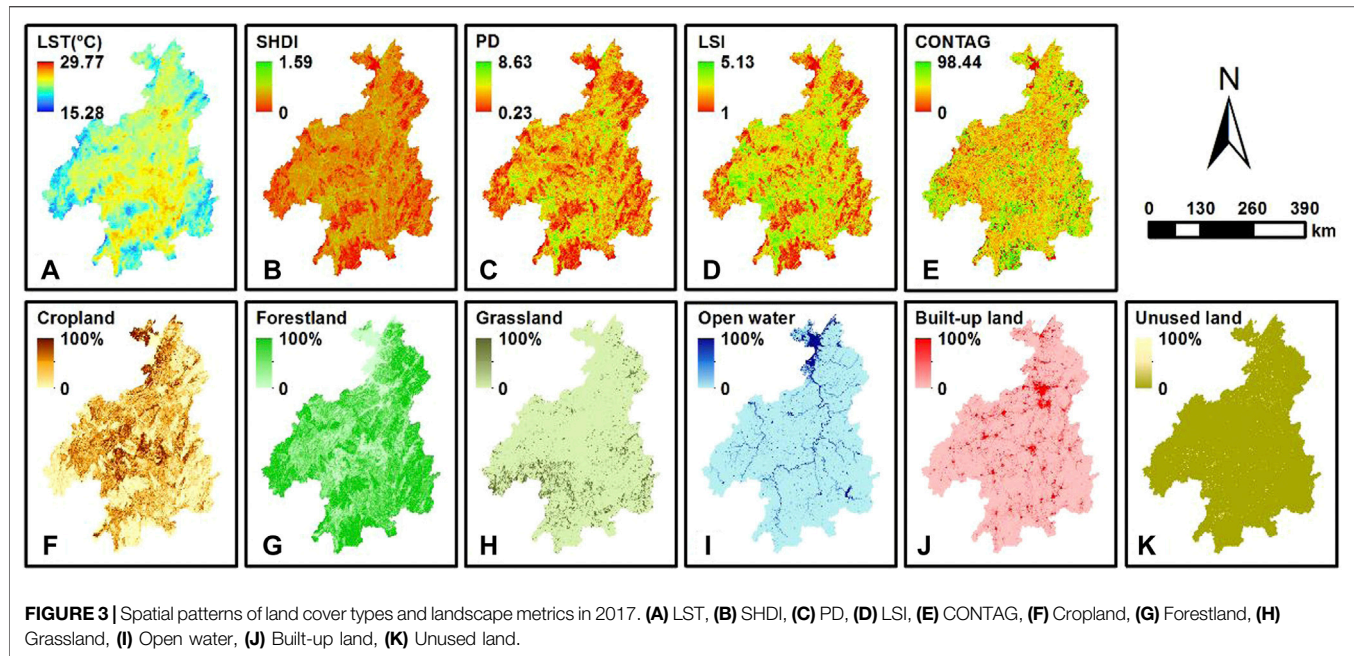 LST(°C)
29.77
15.28
A
SHDI
1.59
0
B
PD
8.63
0.23
C
LSI
5.13
1
D
CONTAG
98.44
0
E
N
0 130 260 390
km
Cropland
100%
0
F
Forestland
100%
0
G
Grassland
100%
0
H
Open water
100%
0
I
Built-up land
100%
0
J
Unused land
100%
0
K
FIGURE 3 | Spatial patterns of land cover types and landscape metrics in 2017. (A) LST, (B) SHDI, (C) PD, (D) LSI, (E) CONTAG, (F) Cropland, (G) Forestland, (H)
Grassland, (I) Open water, (J) Built-up land, (K) Unused land.